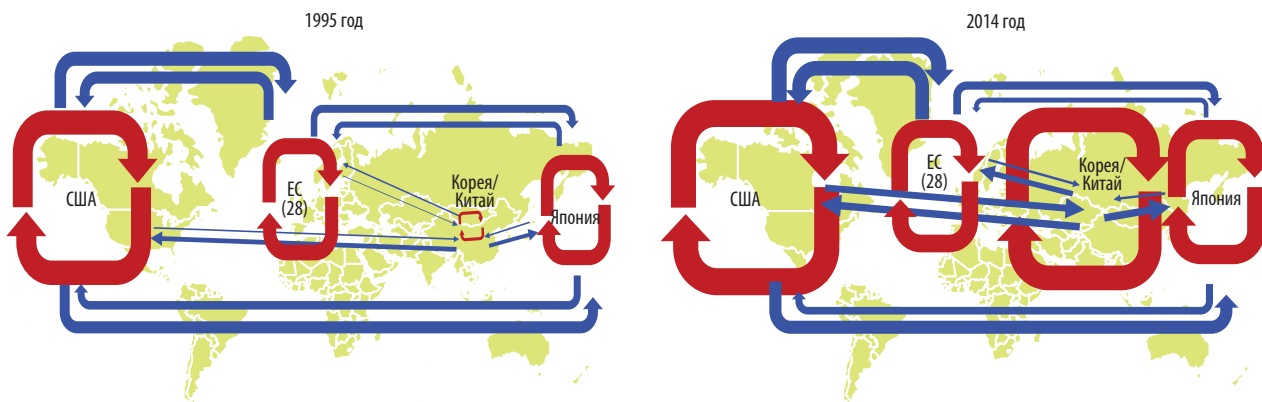 1995 год
США
ЕС
(28)
Корея/
Китай
Япония
2014 год
США
ЕС
(28)
Корея/
Китай
Япония